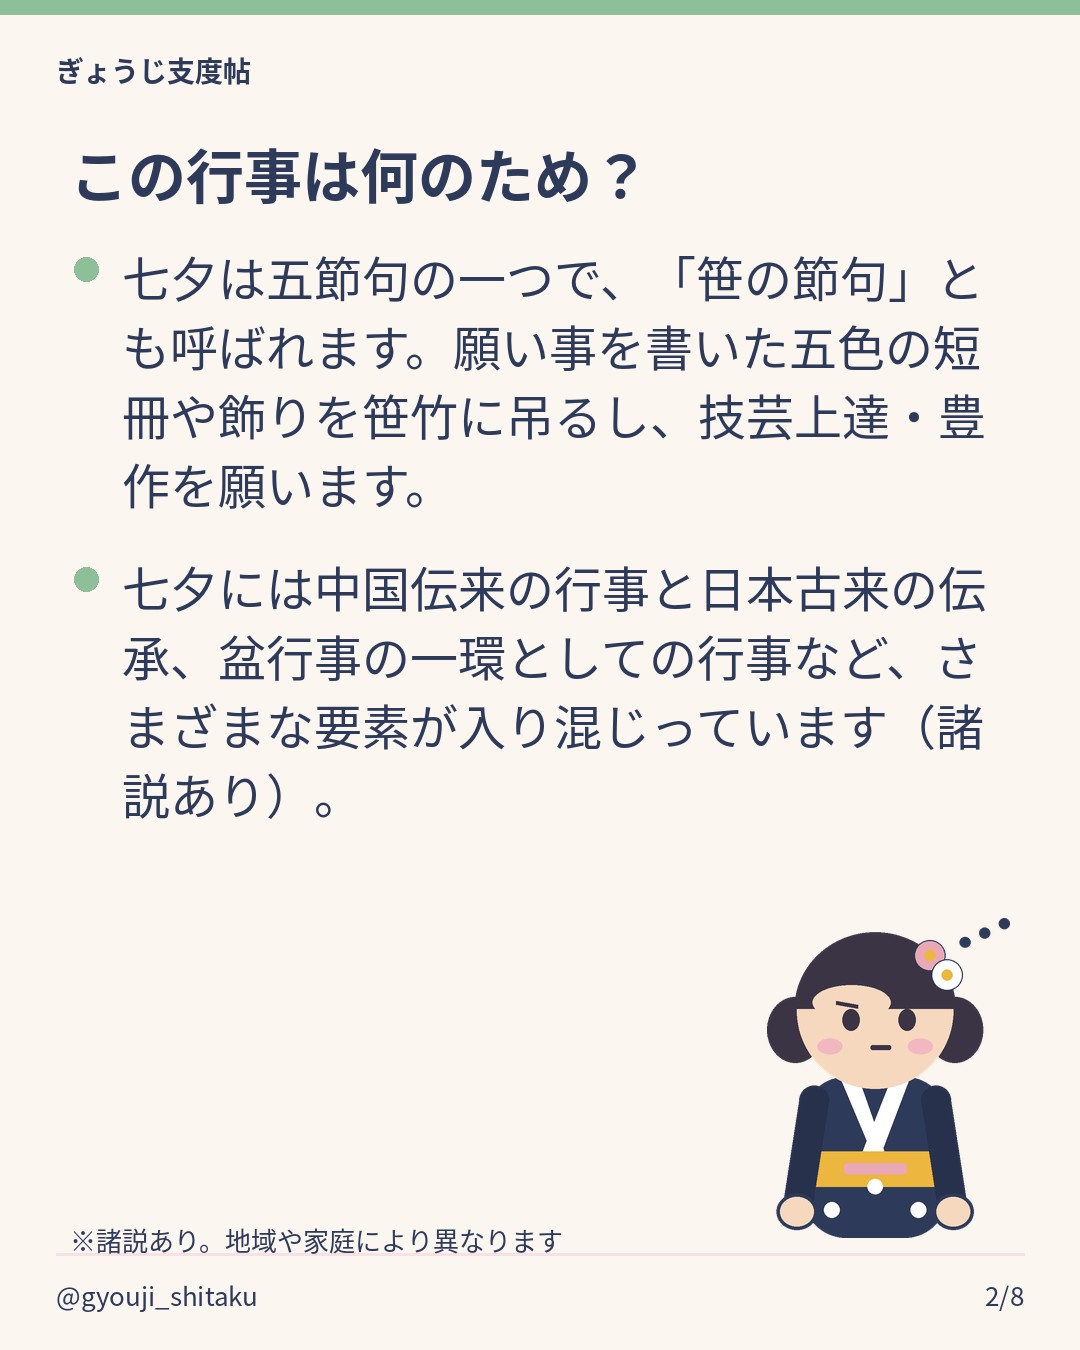 ぎょうじ支度帖
この行事は何のため？
七夕は五節句の一つで、「笹の節句」と
も呼ばれます。願い事を書いた五色の短
冊や飾りを笹竹に吊るし、技芸上達・豊
作を願います。
七夕には中国伝来の行事と日本古来の伝
承、盆行事の一環としての行事など、さ
まざまな要素が入り混じっています（諸
説あり）。
※諸説あり。地域や家庭により異なります
@gyouji_shitaku
2/8